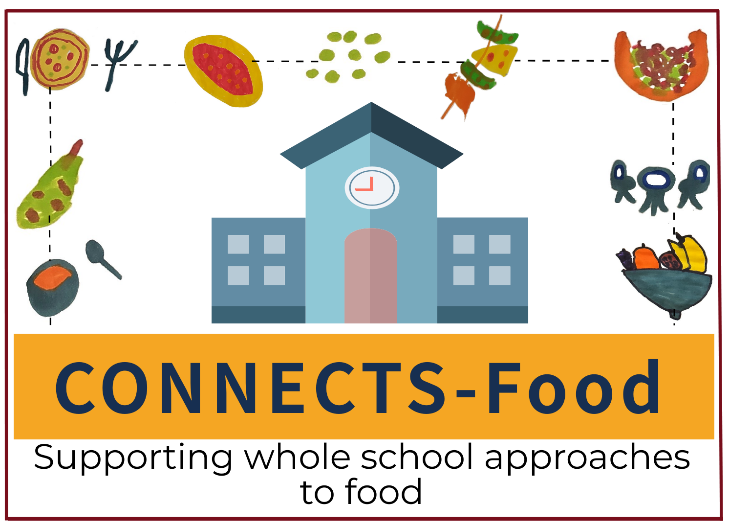 CONNECTS-Food
Supporting whole school approaches
to food